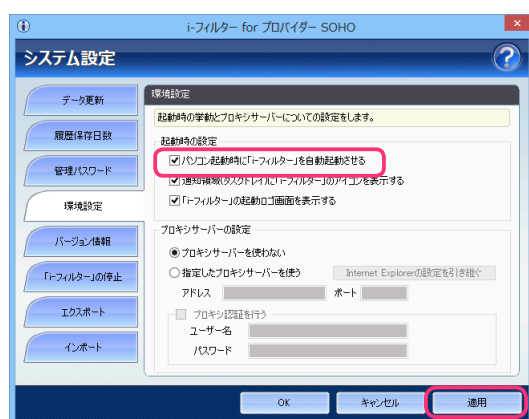 i-フィルター for プロバイダー SOHO
システム設定
データ更新
履歴保存日数
管理パスワード
環境設定
バージョン情報
「i-フィルター」の停止
エクスポート
インポート
環境設定
起動時の挙動とプロキシサーバーについての設定をします。
起動時の設定
パソコン起動時に「i-フィルター」を自動起動させる
通知領域(タスクトレイ)に「i-フィルター」のアイコンを表示する
「i-フィルター」の起動ロゴ画面を表示する
プロキシサーバーの設定
プロキシサーバーを使わない
指定したプロキシサーバーを使う Internet Explorerの設定を引き継ぐ
アドレス ポート
プロキシ認証を行う
ユーザー名
パスワード
OK キャンセル 適用